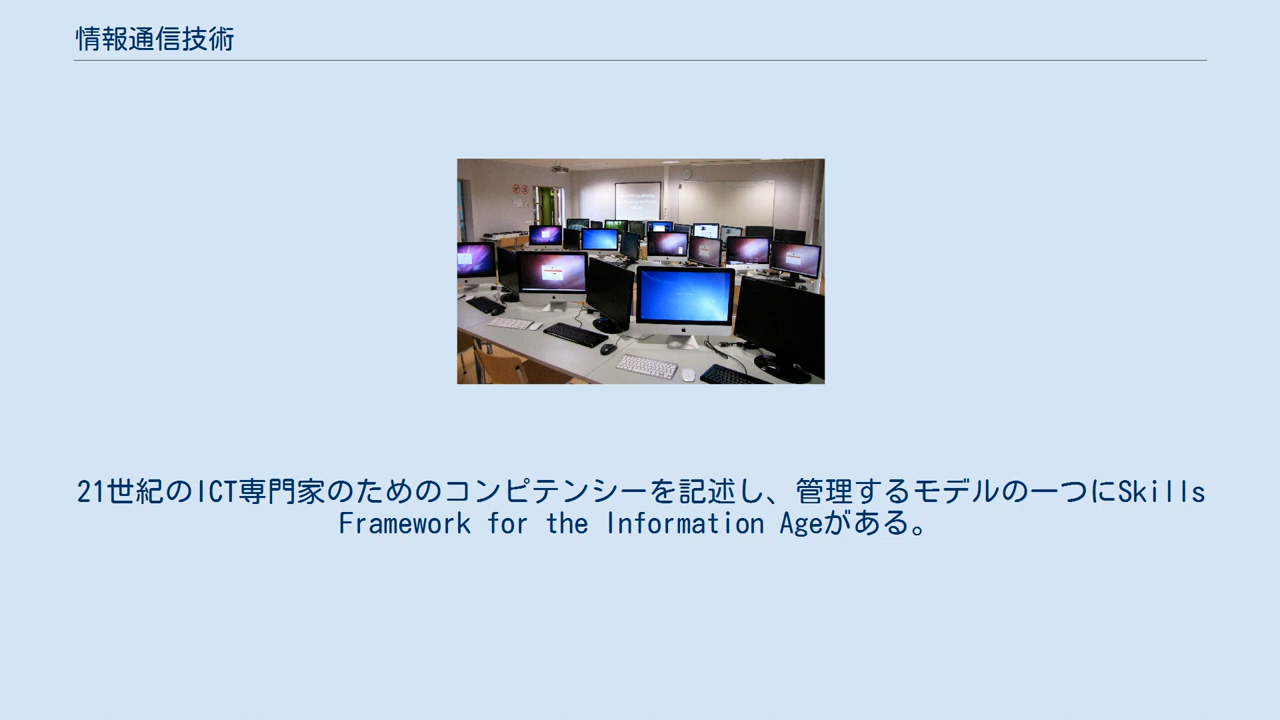 情報通信技術
21世紀のICT専門家のためのコンピテンシーを記述し、管理するモデルの一つにSkills
Framework for the Information Ageがある。